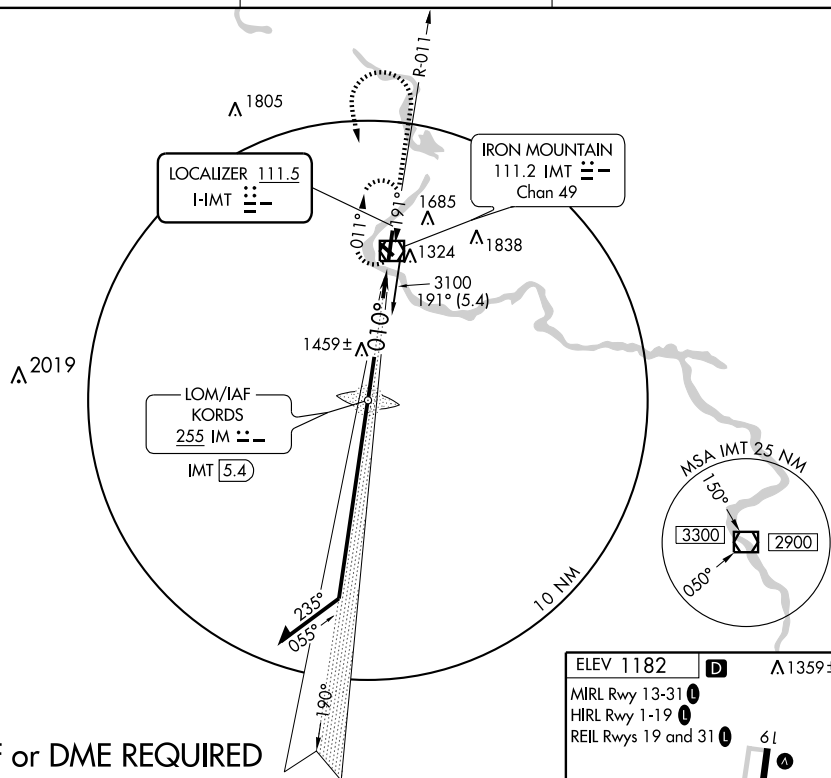 R-011
1805
LOCALIZER 111.5
I-IMT
IRON MOUNTAIN
111.2 IMT
Chan 49
011°
191°
1685
1838
1324
3100
191° (5.4)
010°
1459±
2019
LOM/IAF
KORDS
255 IM
IMT 5.4
MSA IMT 25 NM
150°
3300
2900
050°
10 NM
235°
055°
190°
ELEV 1182 D 1359±
MIRL Rwy 13-31 L
HIRL Rwy 1-19 L
REIL Rwys 19 and 31 L
19
A
or DME REQUIRED